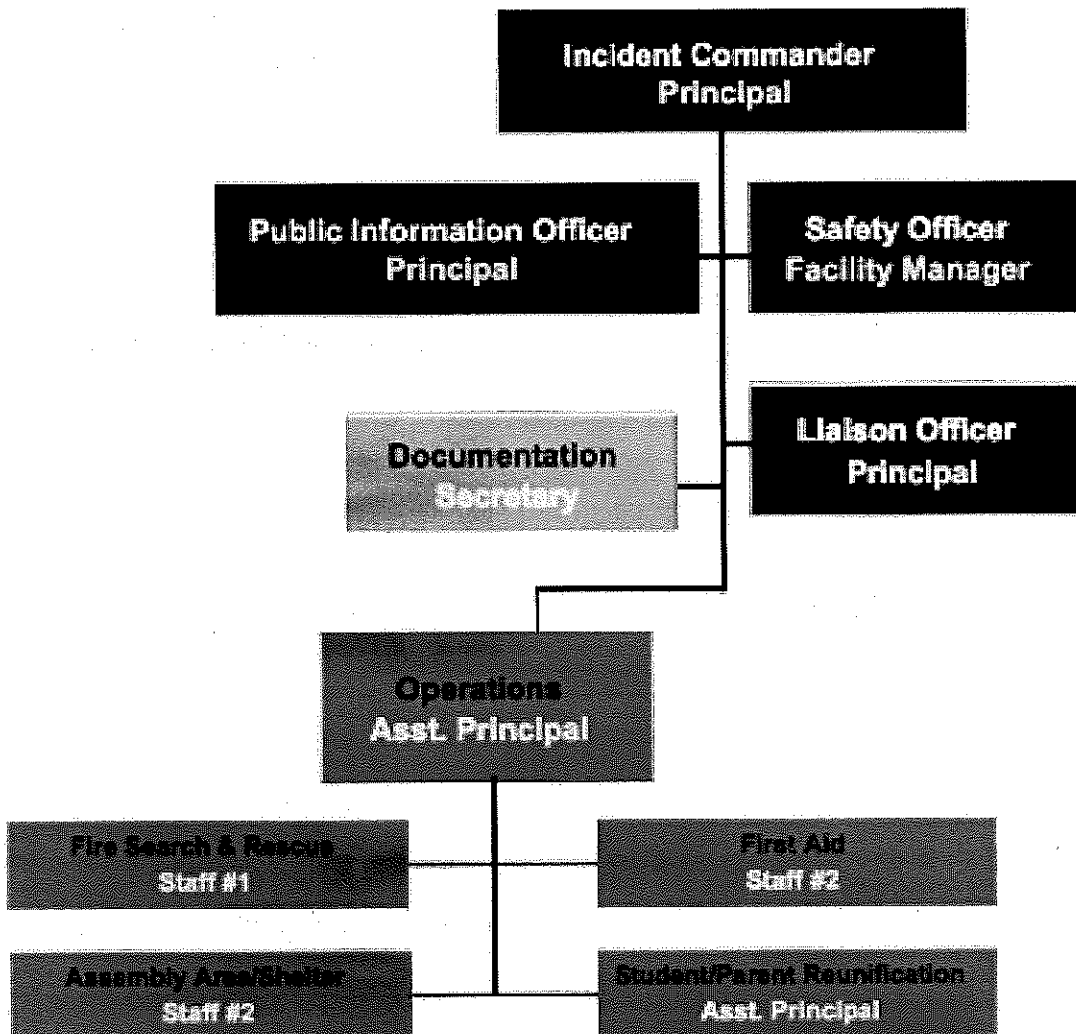 Incident Commander
Principal
Public Information Officer
Principal
Safety Officer
Facility Manager
Liaison Officer
Principal
Documentation
Secretary
Operations
Asst. Principal
Fire Search & Rescue
Staff #1
First Aid
Staff #2
Assembly Area/Shelter
Staff #2
Student/Parent Reunification
Asst. Principal